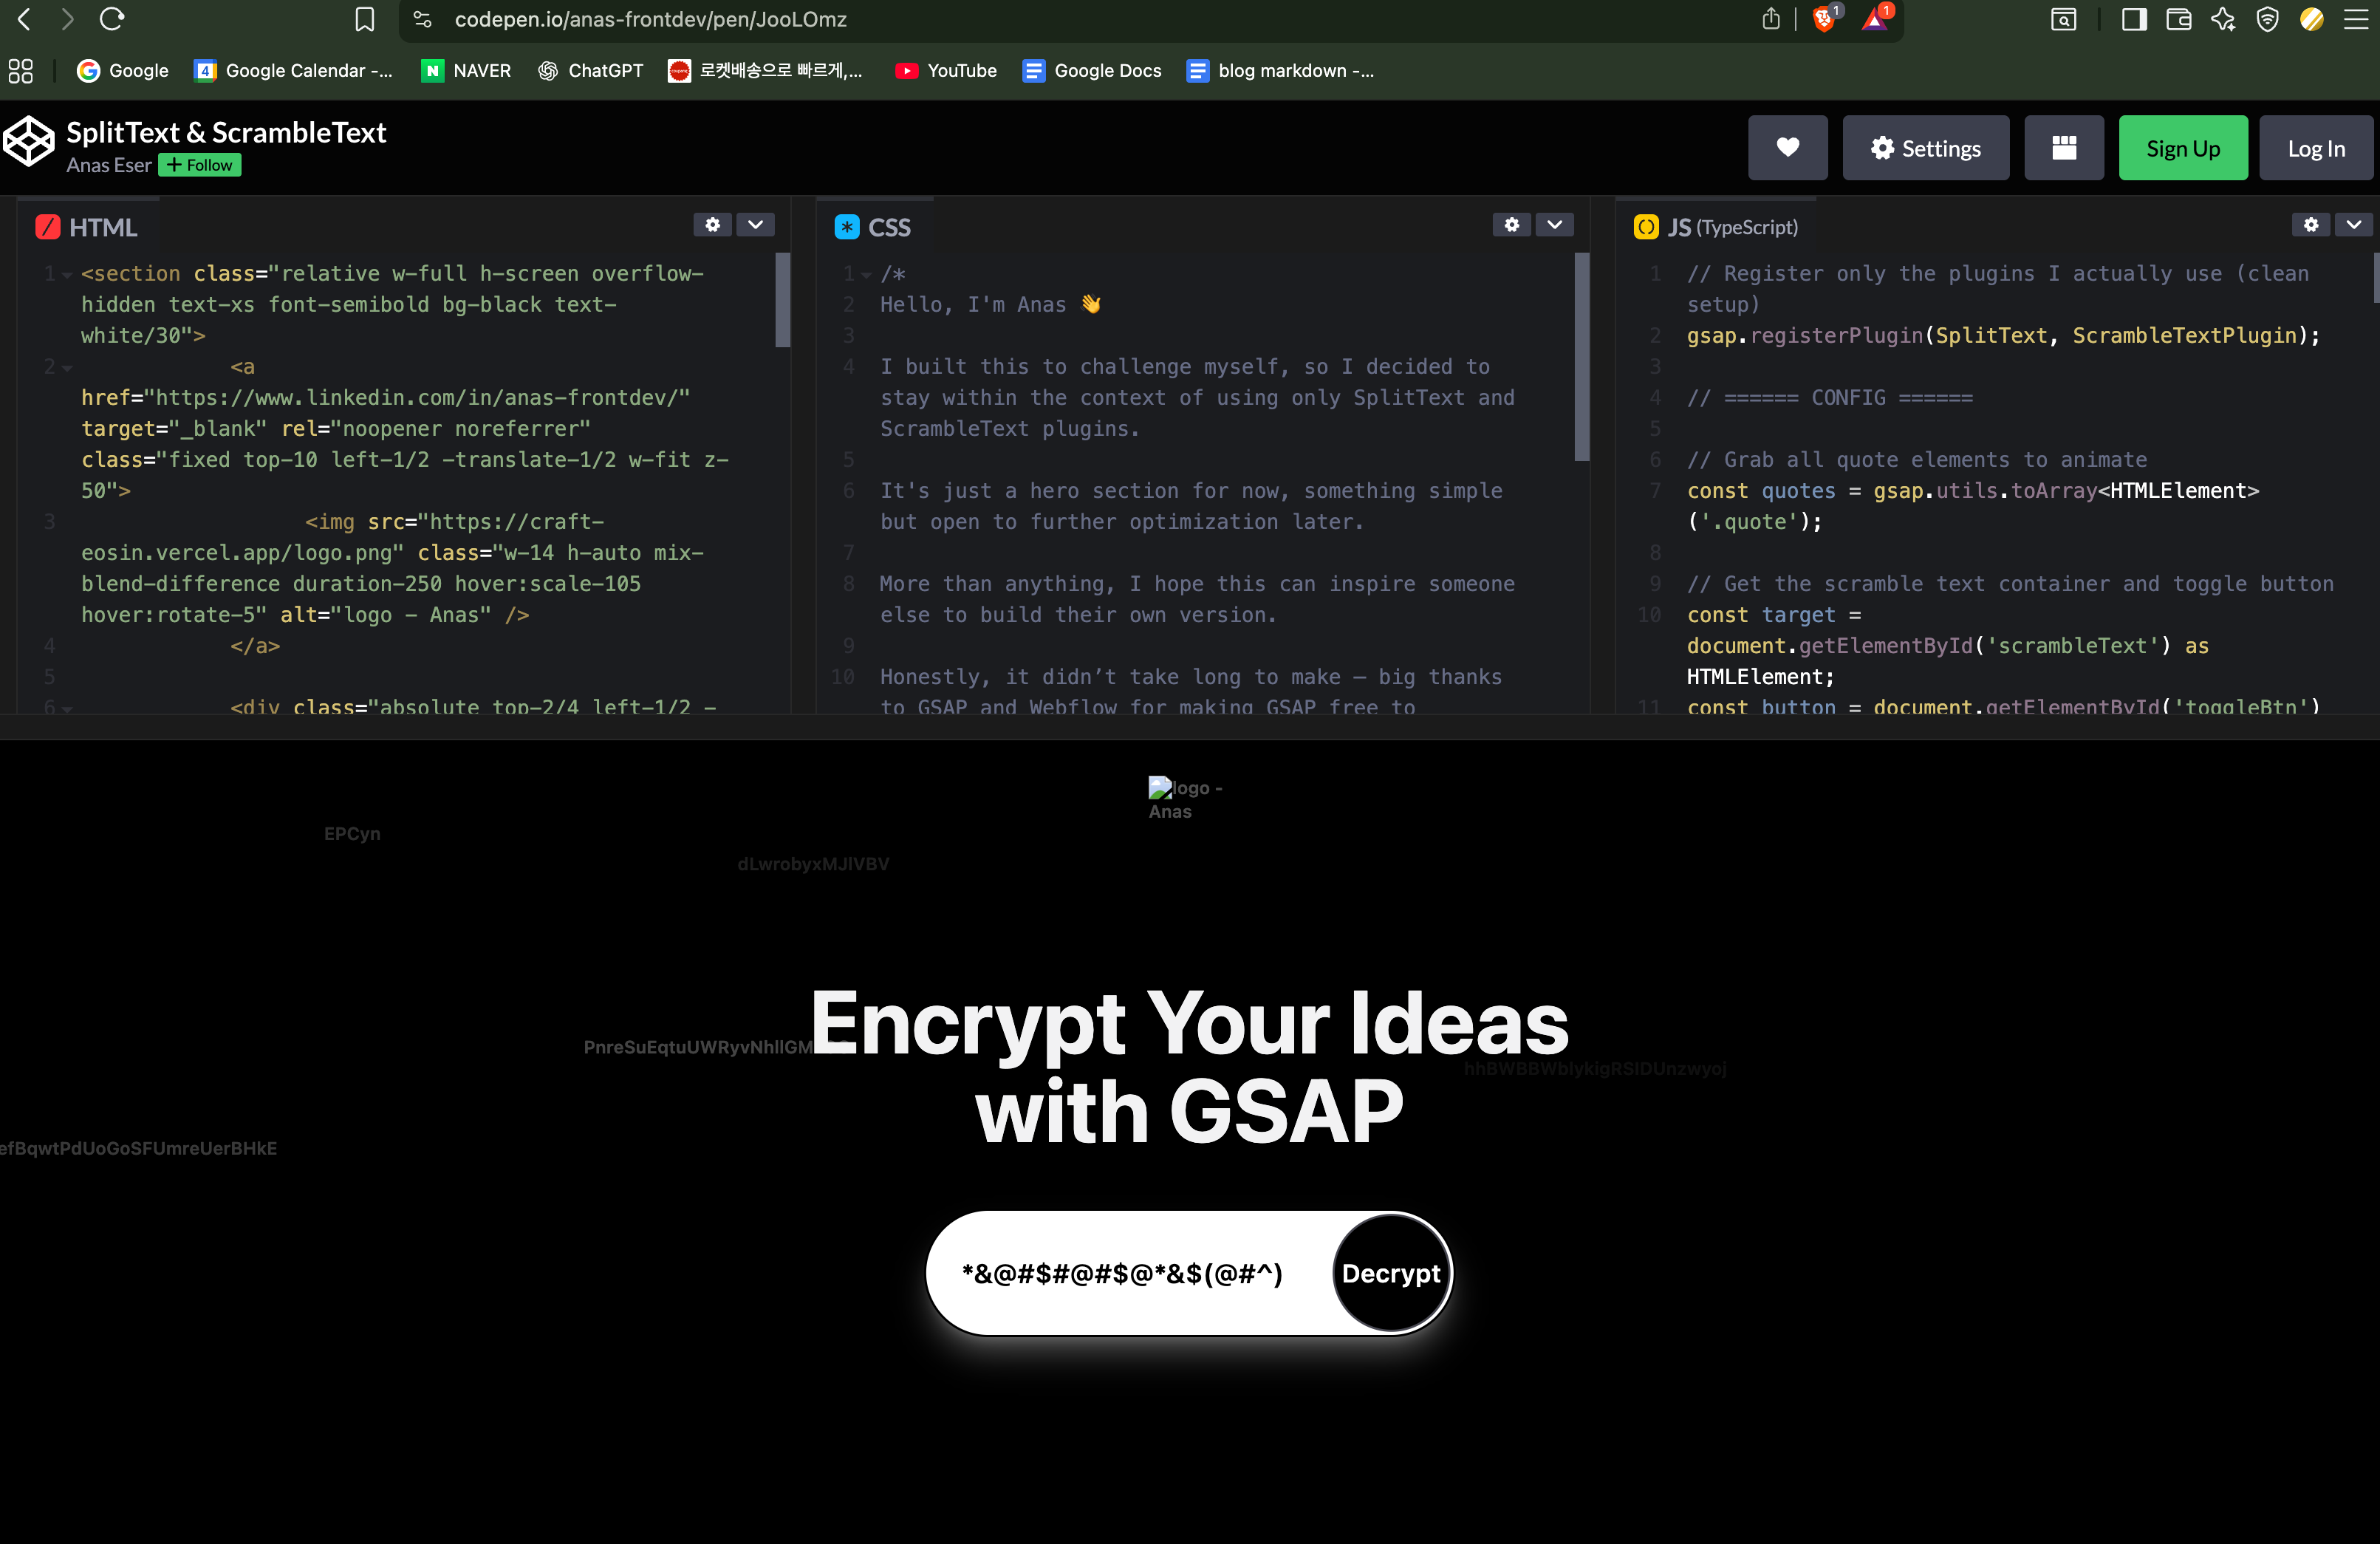 codepen.io/anas-frontdev/pen/JooLOmz
1
1
Google
4
Google Calendar -...
N
NAVER
ChatGPT
coupang
로켓배송으로 빠르게,...
YouTube
Google Docs
blog markdown -...
SplitText & ScrambleText
Anas Eser
+ Follow
Settings
Sign Up
Log In
HTML
1 <section class="relative w-full h-screen overflow-
hidden text-xs font-semibold bg-black text-
white/30">
2 <a
href="https://www.linkedin.com/in/anas-frontdev/"
target="_blank" rel="noopener noreferrer"
class="fixed top-10 left-1/2 -translate-1/2 w-fit z-
50">
3 <img src="https://craft-
eosin.vercel.app/logo.png" class="w-14 h-auto mix-
blend-difference duration-250 hover:scale-105
hover:rotate-5" alt="logo - Anas" />
4 </a>
5
6 <div class="absolute top-2/4 left-1/2 -
CSS
1 /*
2 Hello, I'm Anas 👋
3
4 I built this to challenge myself, so I decided to
stay within the context of using only SplitText and
ScrambleText plugins.
5
6 It's just a hero section for now, something simple
but open to further optimization later.
7
8 More than anything, I hope this can inspire someone
else to build their own version.
9
10 Honestly, it didn’t take long to make — big thanks
to GSAP and Webflow for making GSAP free to
JS (TypeScript)
1 // Register only the plugins I actually use (clean
setup)
2 gsap.registerPlugin(SplitText, ScrambleTextPlugin);
3
4 // ====== CONFIG ======
5
6 // Grab all quote elements to animate
7 const quotes = gsap.utils.toArray<HTMLElement>
('.quote');
8
9 // Get the scramble text container and toggle button
10 const target =
document.getElementById('scrambleText') as
HTMLElement;
11 const button = document.getElementById('toggleBtn')
logo -
Anas
EPCyn
Encrypt Your Ideas
with GSAP
*&@#$#@#$@*&$(@#^)
Decrypt